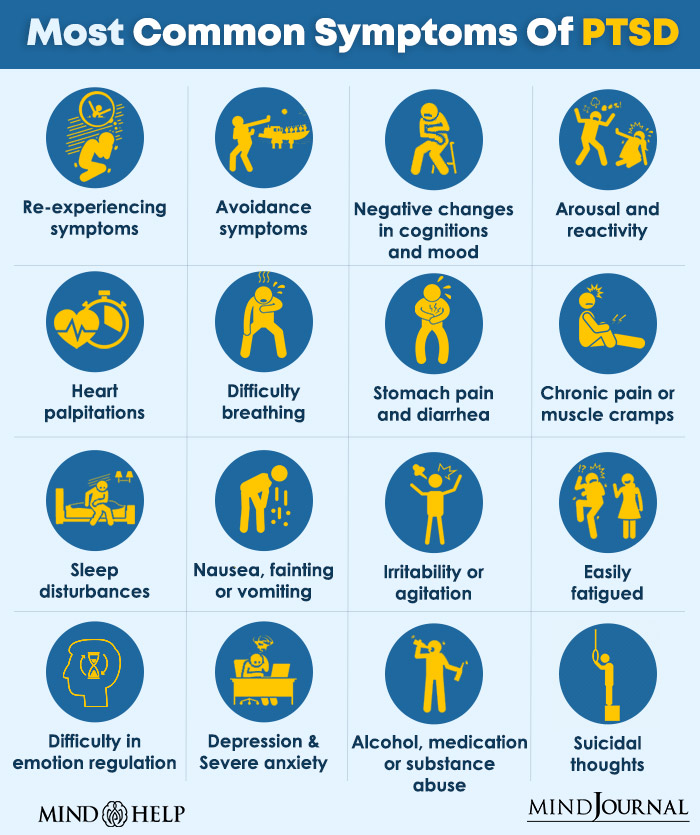 Most Common Symptoms Of PTSD
Re-experiencing
symptoms
Avoidance
symptoms
Negative changes
in cognitions
and mood
Arousal and
reactivity
Heart
palpitations
Difficulty
breathing
Stomach pain
and diarrhea
Chronic pain or
muscle cramps
Sleep
disturbances
Nausea, fainting
or vomiting
Irritability or
agitation
Easily
fatigued
Difficulty in
emotion regulation
Depression &
Severe anxiety
Alcohol, medication
or substance
abuse
Suicidal
thoughts
MIND HELP
MINDJOURNAL